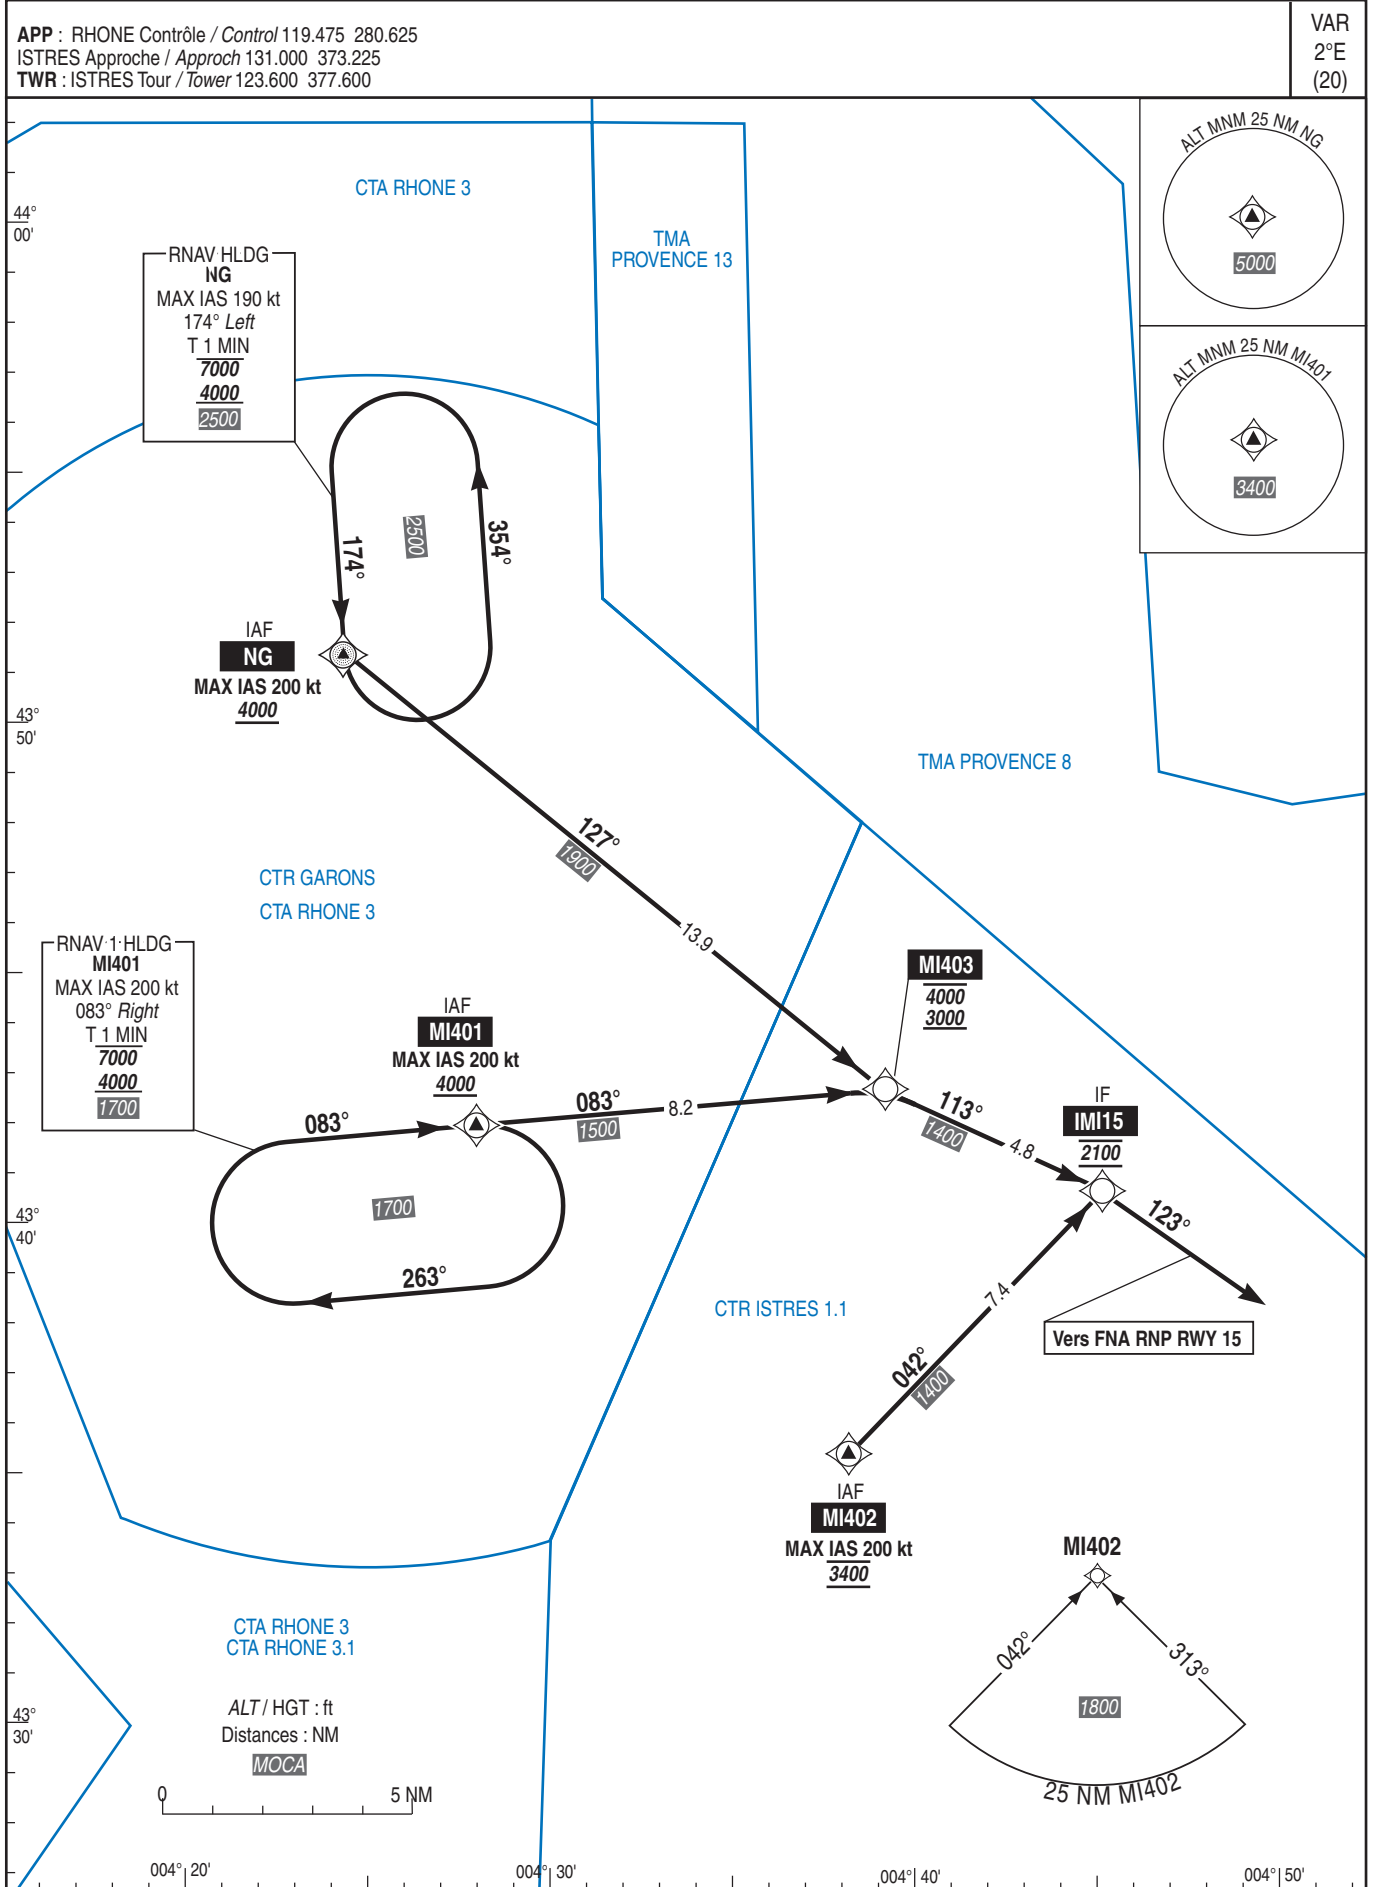 APP : RHONE Contrôle / Control 119.475 280.625
ISTRES Approche / Approch 131.000 373.225
TWR : ISTRES Tour / Tower 123.600 377.600
VAR
2°E
(20)
ALT MNM 25 NM NG
5000
ALT MNM 25 NM MI401
3400
CTA RHONE 3
TMA
PROVENCE 13
44°
00'
RNAV HLDG
NG
MAX IAS 190 kt
174° Left
T 1 MIN
7000
4000
2500
174°
2500
354°
IAF
NG
MAX IAS 200 kt
4000
43°
50'
TMA PROVENCE 8
127°
1900
13.9
CTR GARONS
CTA RHONE 3
RNAV 1 HLDG
MI401
MAX IAS 200 kt
083° Right
T 1 MIN
7000
4000
1700
IAF
MI401
MAX IAS 200 kt
4000
MI403
4000
3000
083°
083°
1500
8.2
113°
1400
4.8
IF
IMI15
2100
1700
263°
43°
40'
123°
Vers FNA RNP RWY 15
CTR ISTRES 1.1
7.4
042°
1400
IAF
MI402
MAX IAS 200 kt
3400
MI402
042°
313°
1800
25 NM MI402
CTA RHONE 3
CTA RHONE 3.1
ALT / HGT : ft
Distances : NM
MOCA
43°
30'
0
5 NM
004° 20'
004° 30'
004° 40'
004° 50'